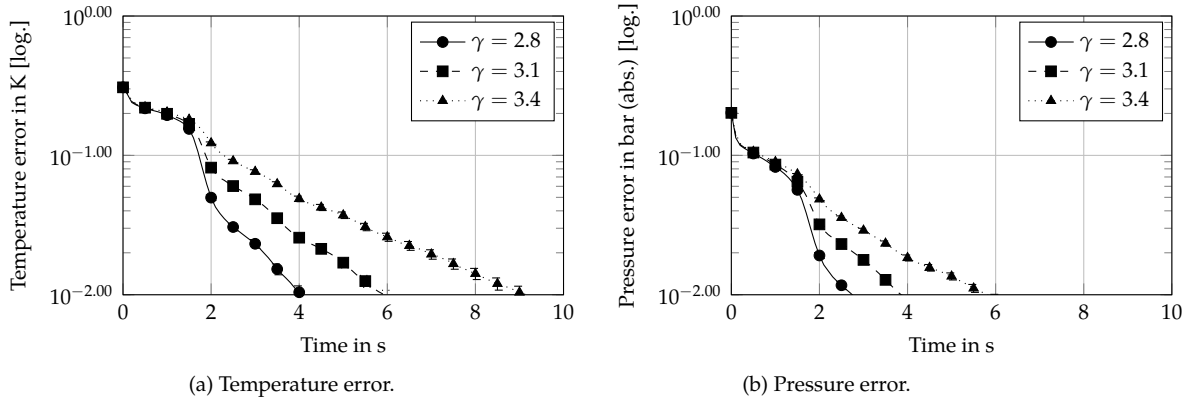 10^0.00
10^−1.00
10^−2.00
Temperature error in K [log.]
γ = 2.8
γ = 3.1
γ = 3.4
0 2 4 6 8 10
Time in s
(a) Temperature error.
10^0.00
10^−1.00
10^−2.00
Pressure error in bar (abs.) [log.]
γ = 2.8
γ = 3.1
γ = 3.4
0 2 4 6 8 10
Time in s
(b) Pressure error.